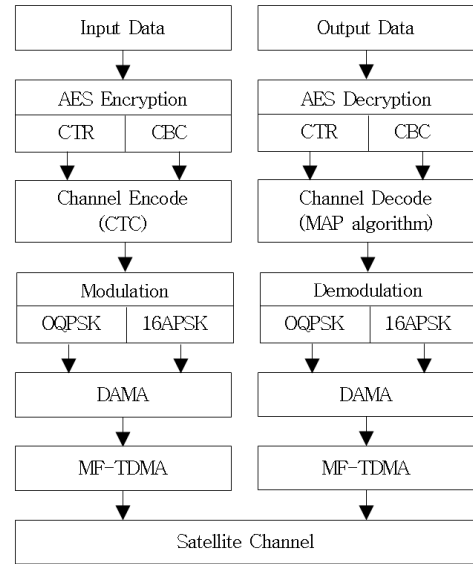 Input Data
AES Encryption
CTR CBC
Channel Encode
(CTC)
Modulation
OQPSK 16APSK
DAMA
MF-TDMA
Output Data
AES Decryption
CTR CBC
Channel Decode
(MAP algorithm)
Demodulation
OQPSK 16APSK
DAMA
MF-TDMA
Satellite Channel